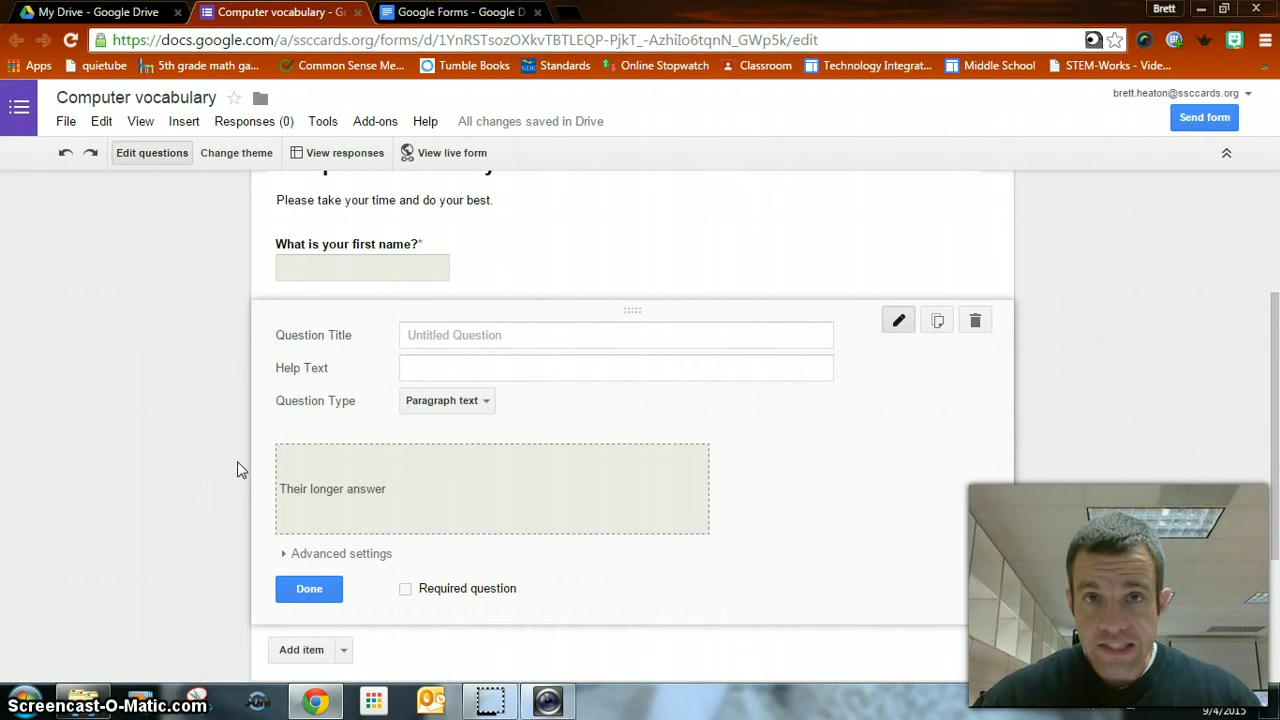 Brett
My Drive - Google Drive
Computer vocabulary - Go
Google Forms - Google D
https://docs.google.com/a/ssccards.org/forms/d/1YnRSTsozOXkvTBTLEQP-PjkT_-Azhilo6tqnN_GWp5k/edit
Apps
quietube
5th grade math ga...
Common Sense Me...
Tumble Books
NDE
Standards
Online Stopwatch
Classroom
Technology Integrat...
Middle School
STEM-Works - Vide...
Computer vocabulary
brett.heaton@ssccards.org
File Edit View Insert Responses (0) Tools Add-ons Help All changes saved in Drive
Send form
Edit questions Change theme View responses View live form
Please take your time and do your best.
What is your first name?*
Question Title Untitled Question
Help Text
Question Type Paragraph text
Their longer answer
Advanced settings
Done Required question
Add item
Screencast-O-Matic.com
9/4/2015